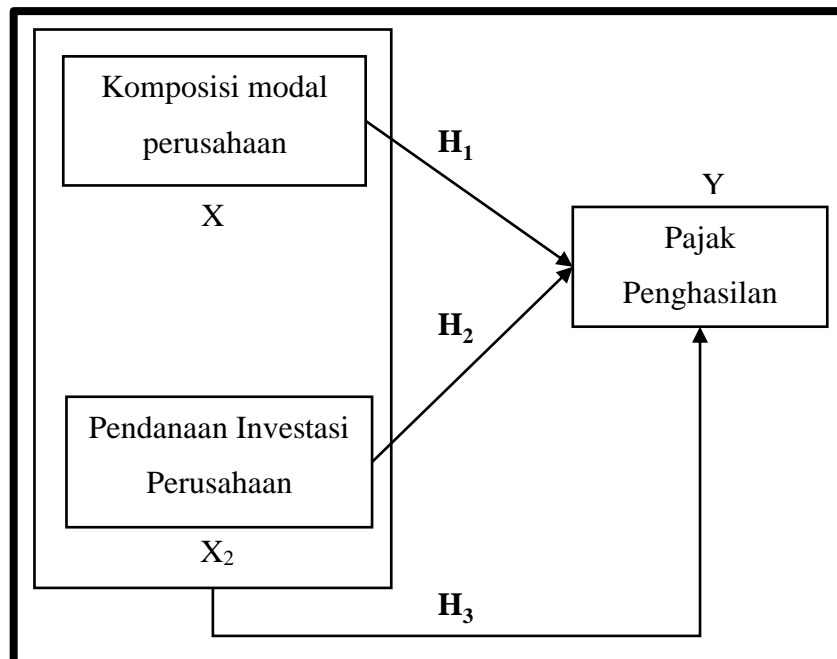 Komposisi modal
perusahaan
X
H₁
Y
Pajak
Penghasilan
H₂
Pendanaan Investasi
Perusahaan
X₂
H₃